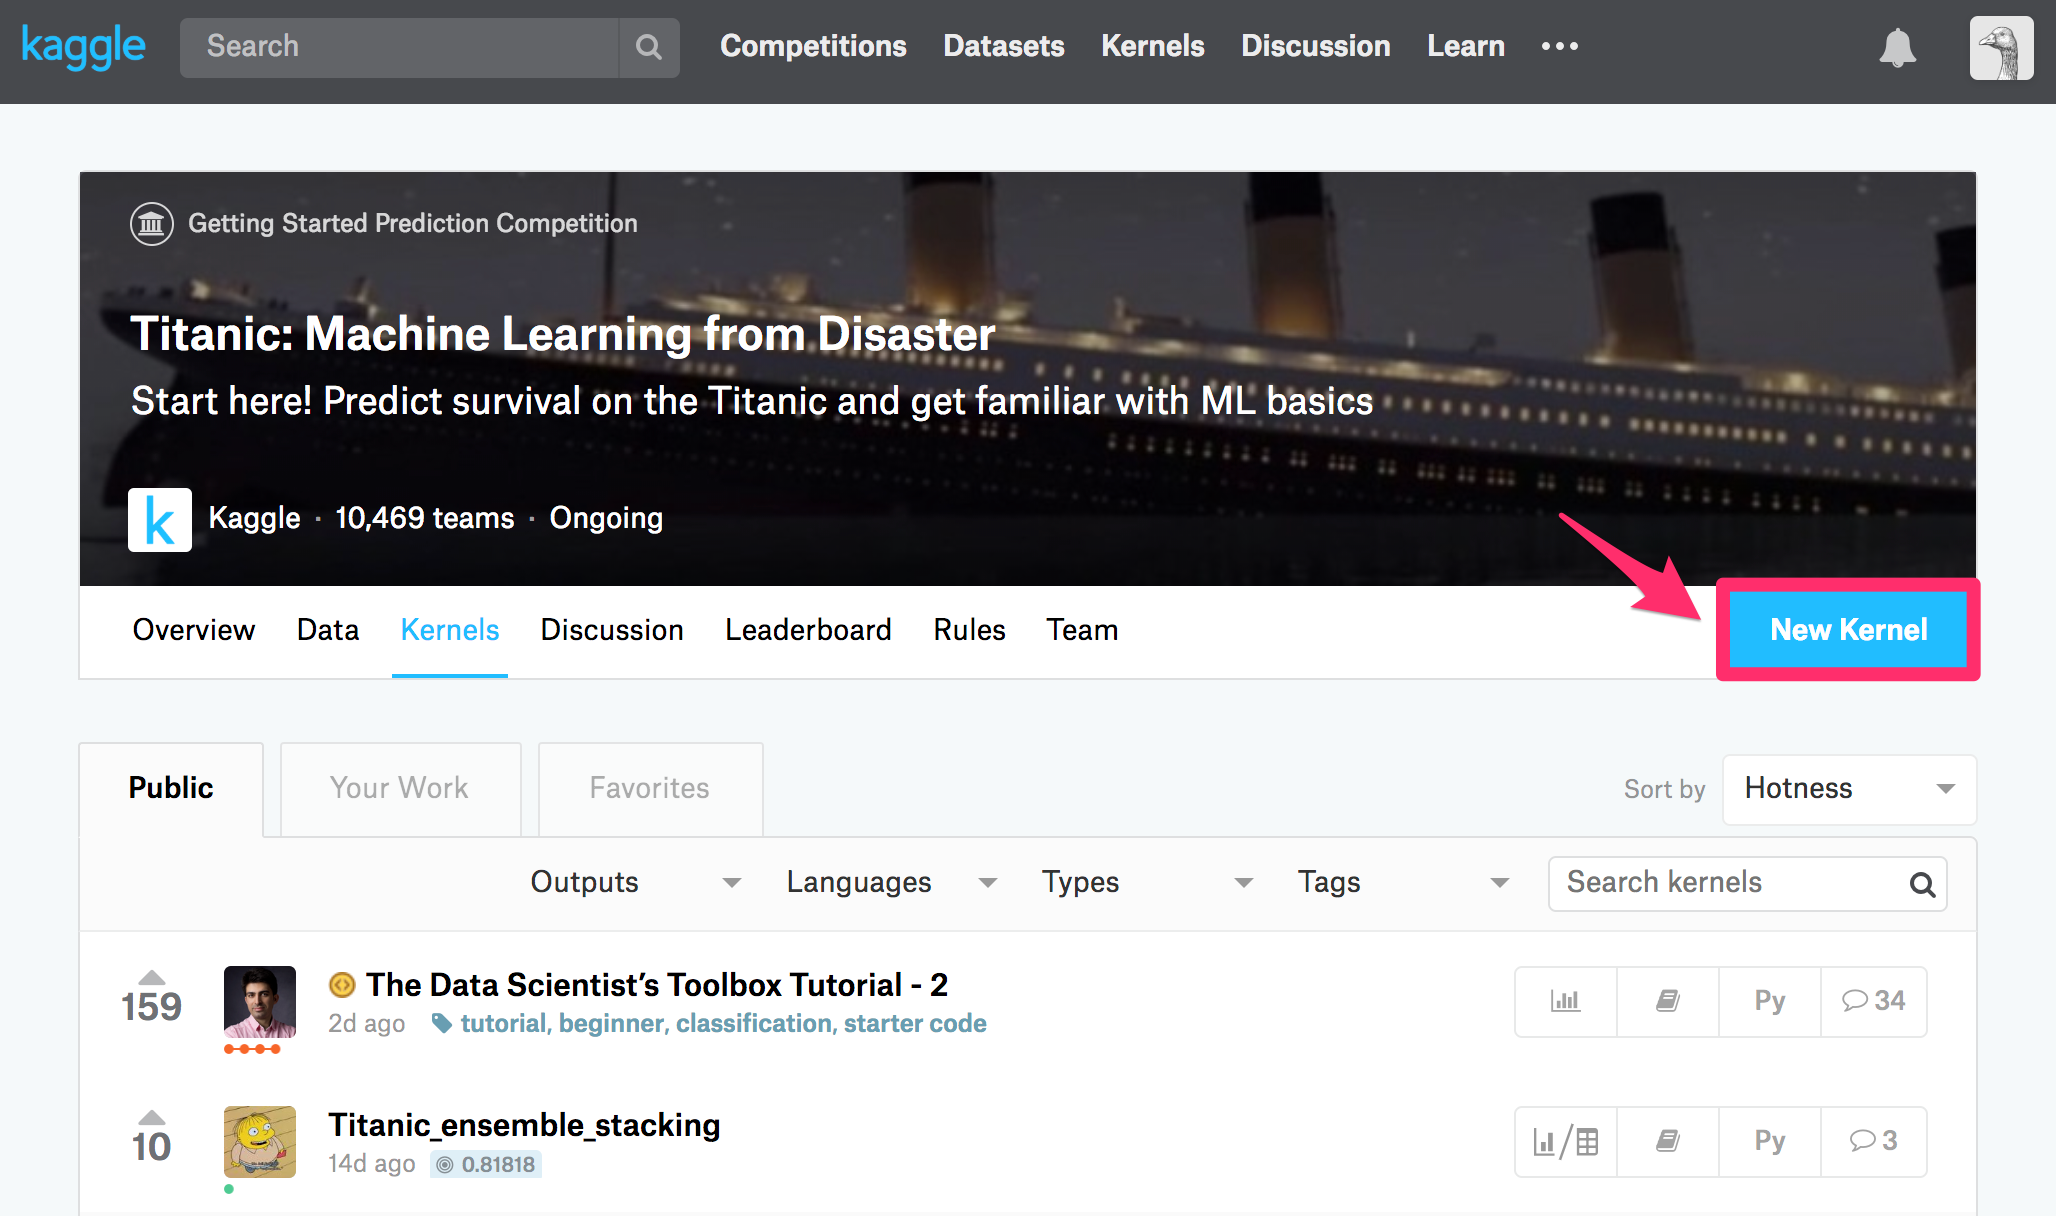 kaggle Search Competitions Datasets Kernels Discussion Learn
Getting Started Prediction Competition
Titanic: Machine Learning from Disaster
Start here! Predict survival on the Titanic and get familiar with ML basics
k Kaggle · 10,469 teams · Ongoing
Overview Data Kernels Discussion Leaderboard Rules Team New Kernel
Public Your Work Favorites Sort by Hotness
Outputs Languages Types Tags Search kernels
159 The Data Scientist’s Toolbox Tutorial - 2 Py 34
2d ago tutorial, beginner, classification, starter code
10 Titanic_ensemble_stacking Py 3
14d ago 0.81818